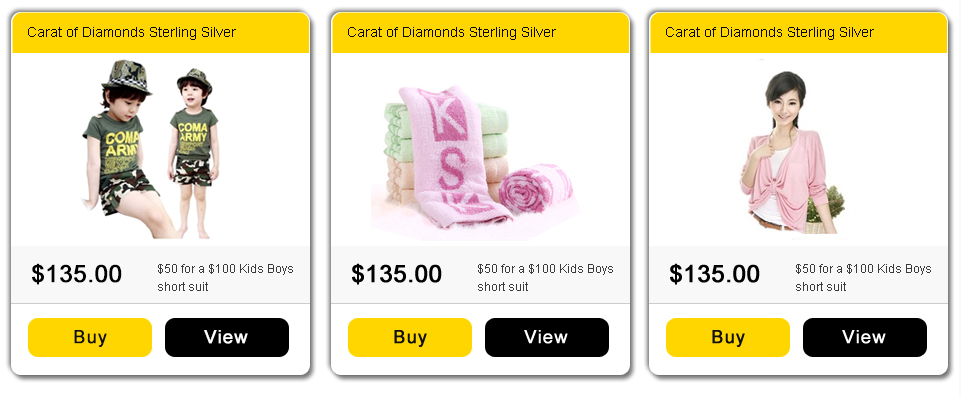 Carat of Diamonds Sterling Silver
COMA
ARMY
COMA
ARMY
$135.00
$50 for a $100 Kids Boys
short suit
Buy
View
Carat of Diamonds Sterling Silver
K
S
$135.00
$50 for a $100 Kids Boys
short suit
Buy
View
Carat of Diamonds Sterling Silver
$135.00
$50 for a $100 Kids Boys
short suit
Buy
View